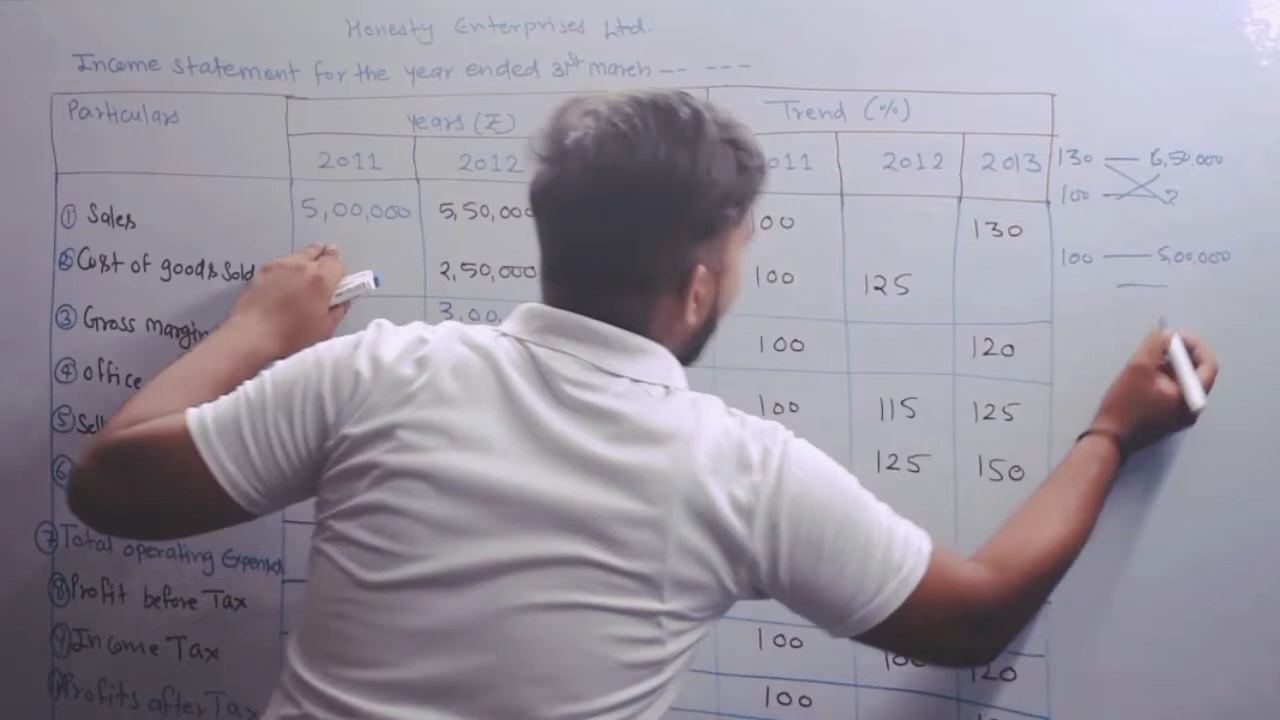 Honesty Enterprises Ltd.
Income statement for the year ended 31st march -- ---
Particulars years (₹) Trend (%)
2011 2012 011 2012 2013
① Sales 5,00,000 5,50,000 100 130
② Cost of goods Sold 2,50,000 100 125
③ Gross margin 3,00, 100 120
④ office 100 115 125
⑤ Sell 125 150
⑥
⑦ Total operating Expenses
⑧ Profit before Tax
⑨ Income Tax 100 100 120
Profits after Tax 100
130 — 6,50,000
100 — ?
100 — 5,00,000